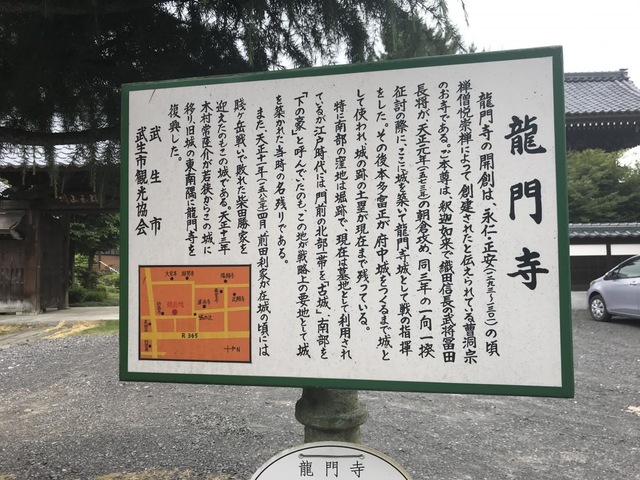 龍門寺
龍門寺の開創は、永仁・正安(一二九三~三〇一)の頃
禅僧悦崇禅样によって創建されたと伝えられている曹洞宗
のお寺である。ご本尊は釈迦如来で織田信長の武将冨田
長将が、天正元年(一五七三年)の朝倉攻め、同三年の一向一揆
征討の際に、ここに城を築いて龍門寺城として戦の指揮
をした。その後本多富正が府中城をつくるまで城と
して使われ、城の跡の土塁が現在まで残っている。
特に南部の窪地は堀跡で、現在は墓地として利用され
ているが江戸時代は、門前の北部一帯を「古城」、南部を
「下の家」と呼んでいたのも、この地が戦略上の要地として城
を築かれた当時の名残りである。
また、天正十一年(一五八三年)四月、前田利家が在城の頃には
賤ヶ岳戦いで敗れた柴田勝家を
迎えたのもこの城である。天正十三年
木村常陸介が若狭からこの城に
移り、旧城の東南隅に龍門寺を
復興した。
武生市
武生市観光協会
R365
龍門寺